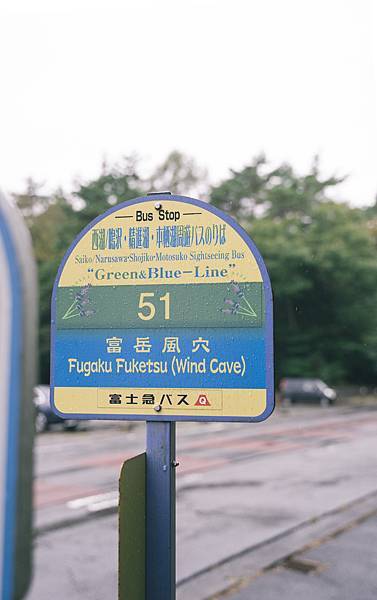 Bus Stop
西湖/鳴沢・精進湖・本栖湖周遊バスのりば
Saiko/Narusawa·Shojiko·Motosuko Sightseeing Bus
"Green&Blue-Line"
51
富岳風穴
Fugaku Fuketsu (Wind Cave)
富士急バス Q